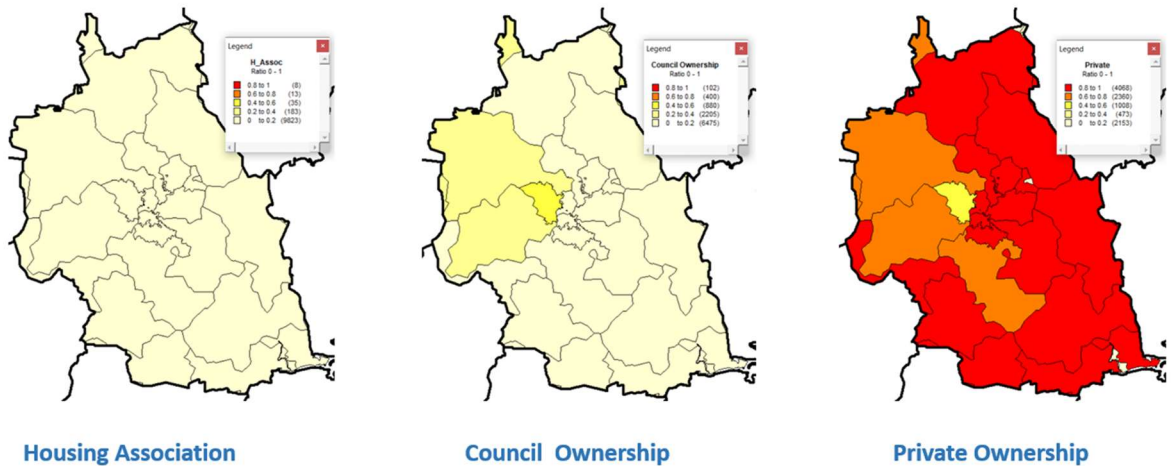 Legend
H_Assoc
Ratio 0 - 1
0.8 to 1 (8)
0.6 to 0.8 (13)
0.4 to 0.6 (35)
0.2 to 0.4 (183)
0 to 0.2 (9823)
Legend
Council Ownership
Ratio 0 - 1
0.8 to 1 (102)
0.6 to 0.8 (400)
0.4 to 0.6 (880)
0.2 to 0.4 (2205)
0 to 0.2 (6475)
Legend
Private
Ratio 0 - 1
0.8 to 1 (4068)
0.6 to 0.8 (2360)
0.4 to 0.6 (1008)
0.2 to 0.4 (473)
0 to 0.2 (2153)
Housing Association
Council Ownership
Private Ownership